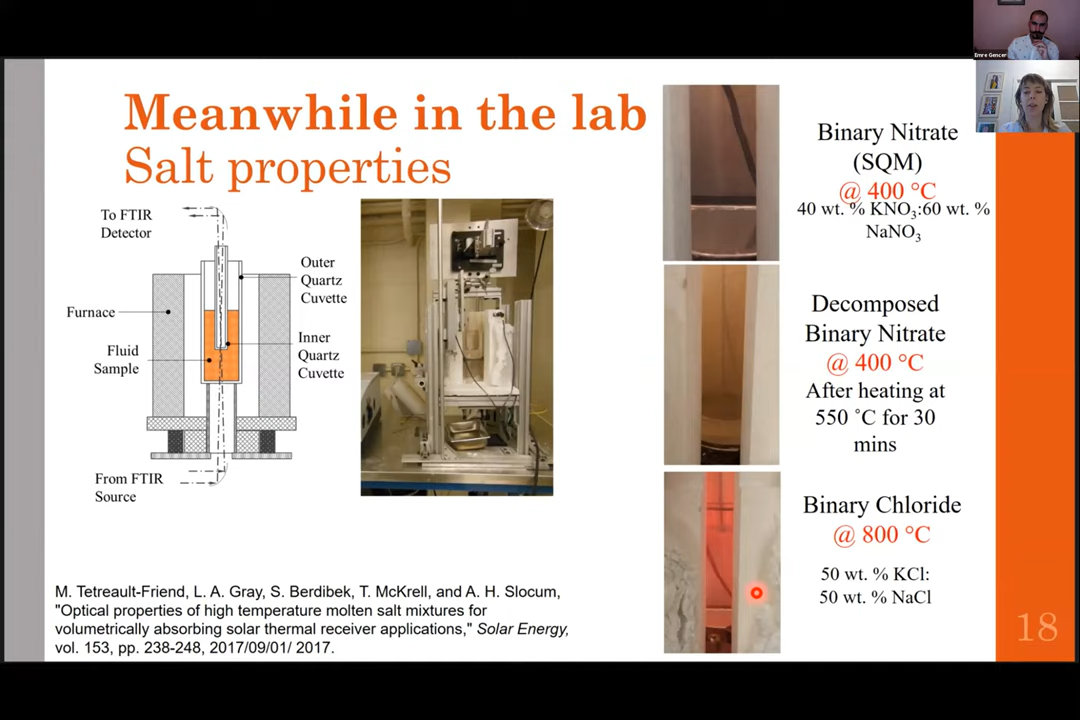 Emre Gencer
Meanwhile in the lab
Salt properties
To FTIR
Detector
Furnace
Fluid
Sample
From FTIR
Source
Outer
Quartz
Cuvette
Inner
Quartz
Cuvette
Binary Nitrate
(SQM)
@ 400 °C
40 wt. % KNO₃:60 wt. %
NaNO₃
Decomposed
Binary Nitrate
@ 400 °C
After heating at
550 ˚C for 30
mins
Binary Chloride
@ 800 °C
50 wt. % KCl:
50 wt. % NaCl
M. Tetreault-Friend, L. A. Gray, S. Berdibek, T. McKrell, and A. H. Slocum,
"Optical properties of high temperature molten salt mixtures for
volumetrically absorbing solar thermal receiver applications," Solar Energy,
vol. 153, pp. 238-248, 2017/09/01/ 2017.
18